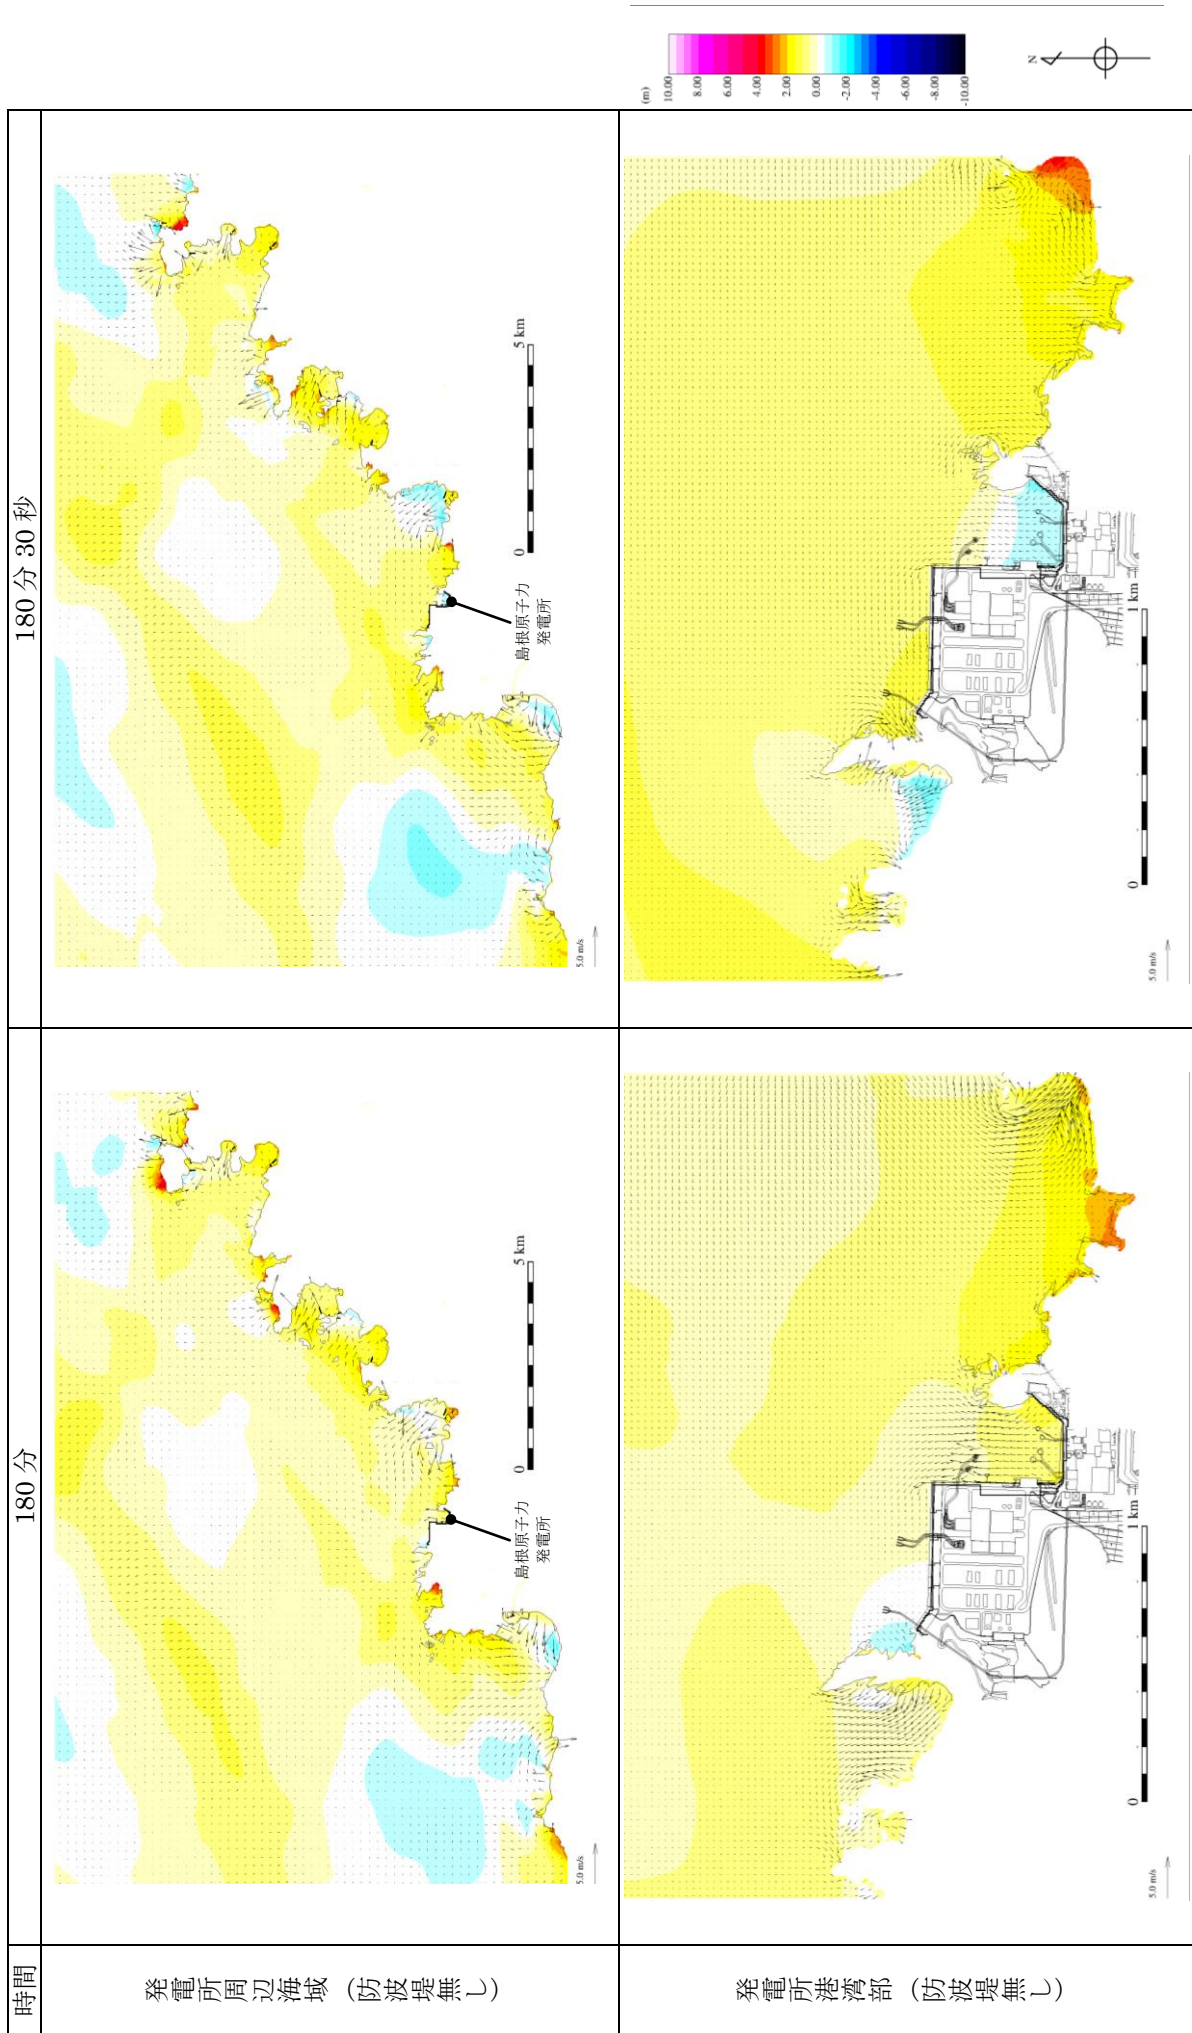 時間
180分
180分30秒
発電所周辺海域（防波堤無し）
島根原子力
発電所
0
5 km
5.0 m/s
島根原子力
発電所
0
5 km
5.0 m/s
発電所港湾部（防波堤無し）
0
1 km
5.0 m/s
0
1 km
5.0 m/s
(m)
10.00
8.00
6.00
4.00
2.00
0.00
-2.00
-4.00
-6.00
-8.00
-10.00
N